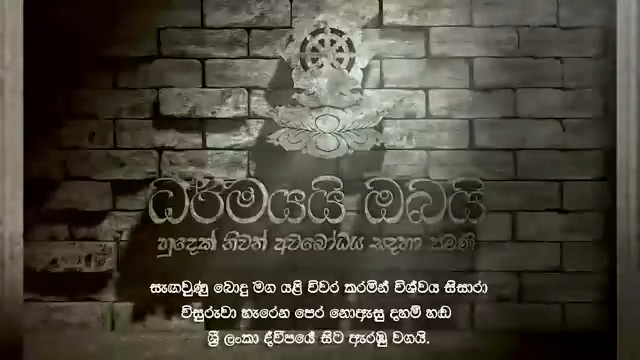 ධර්මයයි ඔබයි
හුදෙක් නිවන් අවබෝධය සඳහා පමණි
සැඟවුණු බොදු මග යළි විවර කරමින් විශ්වය සිසාරා
විසුරුවා හැරෙන පෙර නොඇසූ දහම් හඬ
ශ්‍රී ලංකා ද්වීපයේ සිට ඇරඹූ වගයි.